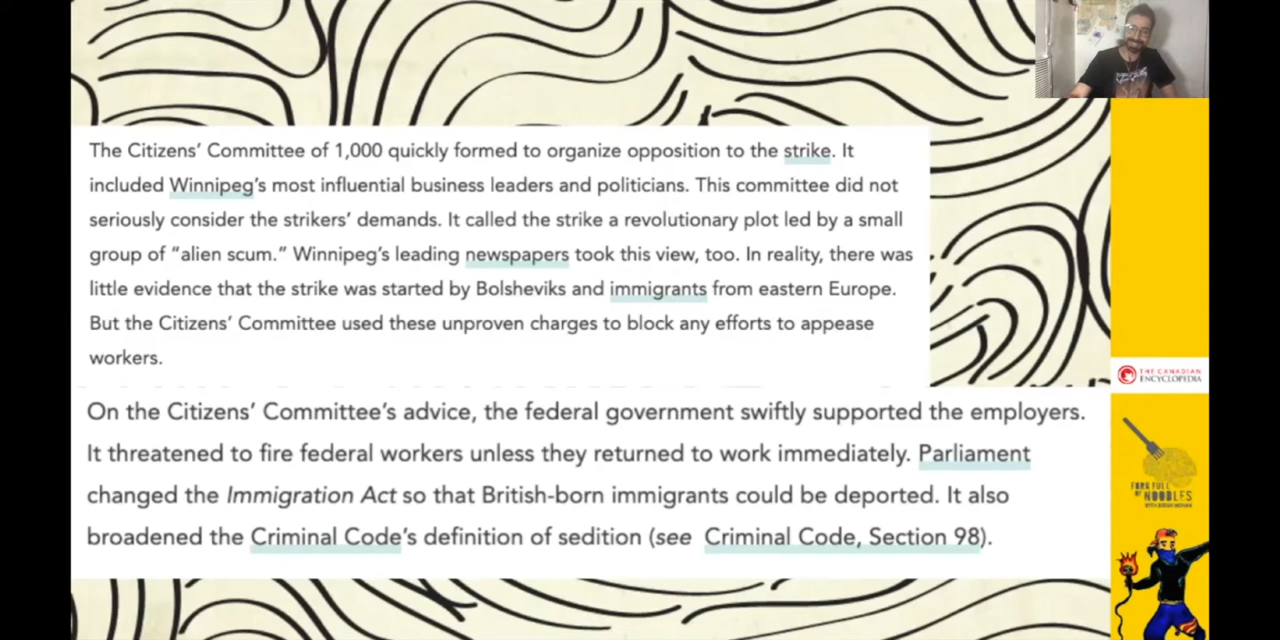 The Citizens' Committee of 1,000 quickly formed to organize opposition to the strike. It
included Winnipeg's most influential business leaders and politicians. This committee did not
seriously consider the strikers' demands. It called the strike a revolutionary plot led by a small
group of “alien scum.” Winnipeg's leading newspapers took this view, too. In reality, there was
little evidence that the strike was started by Bolsheviks and immigrants from eastern Europe.
But the Citizens' Committee used these unproven charges to block any efforts to appease
workers.
THE CANADIAN
ENCYCLOPEDIA
On the Citizens' Committee's advice, the federal government swiftly supported the employers.
It threatened to fire federal workers unless they returned to work immediately. Parliament
changed the Immigration Act so that British-born immigrants could be deported. It also
broadened the Criminal Code's definition of sedition (see Criminal Code, Section 98).
FORK FULL
OF NOODLES